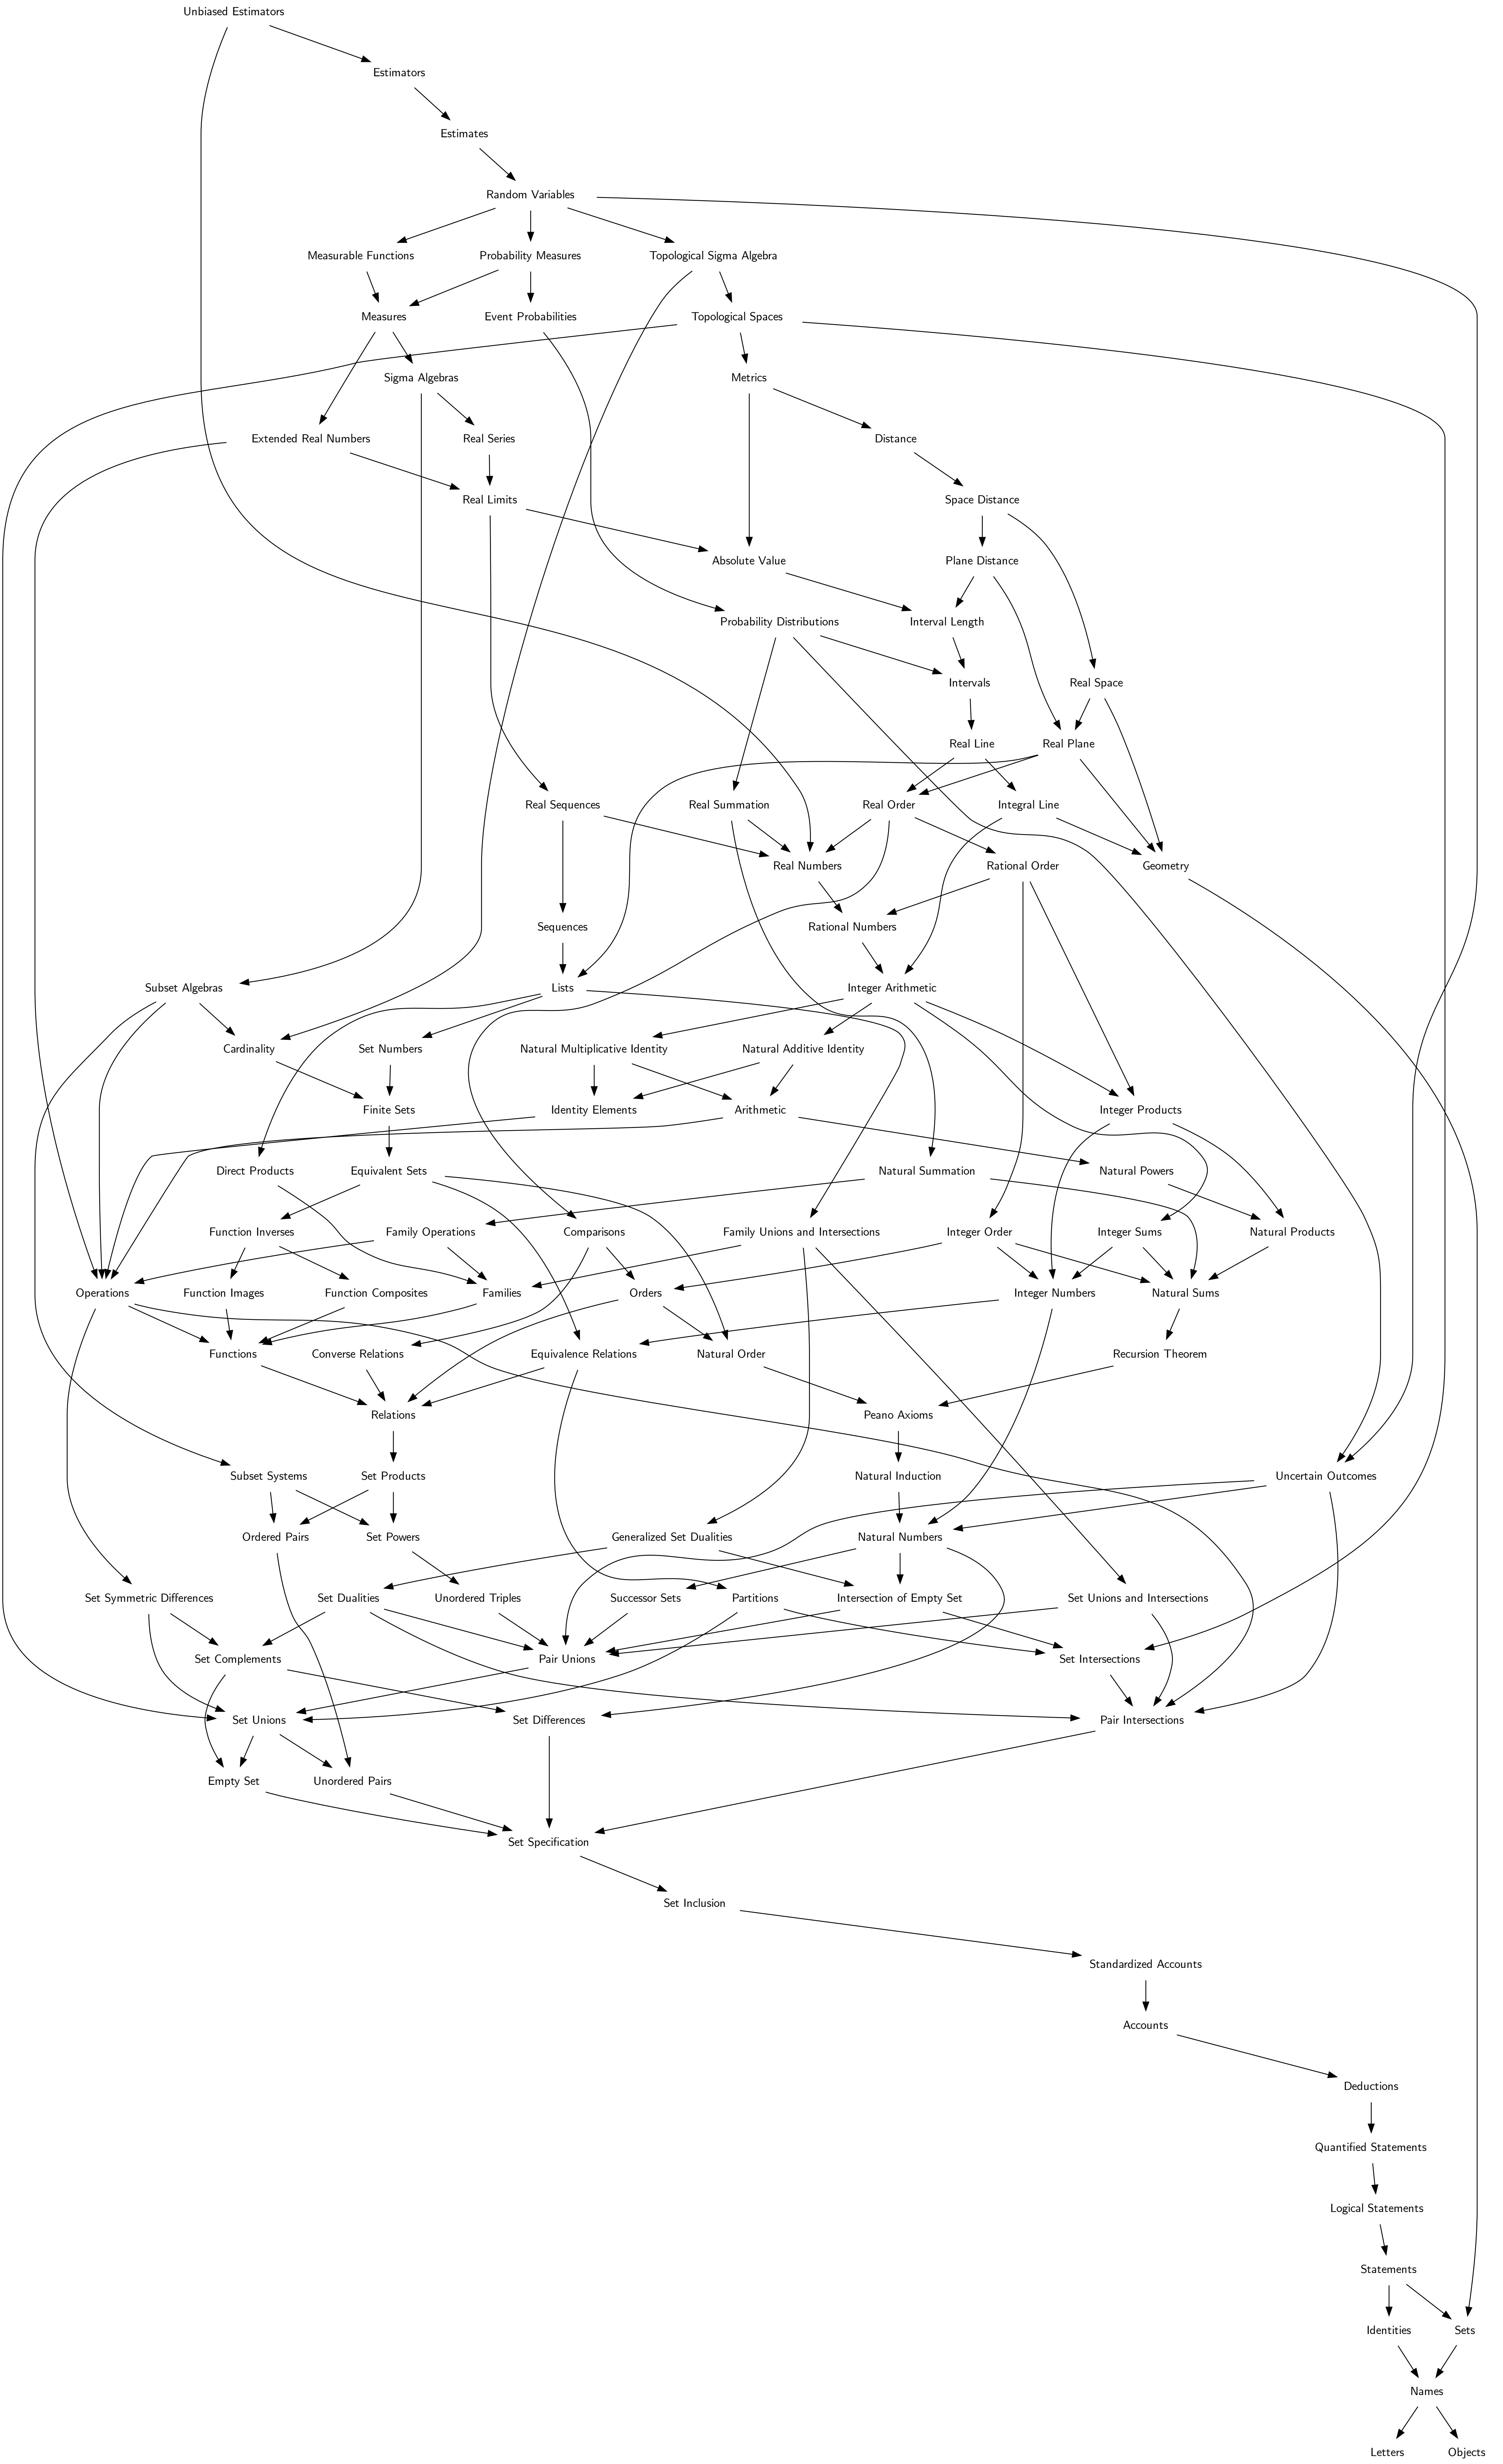 Unbiased Estimators
Estimators
Estimates
Random Variables
Measurable Functions
Probability Measures
Topological Sigma Algebra
Measures
Event Probabilities
Topological Spaces
Sigma Algebras
Metrics
Extended Real Numbers
Real Series
Distance
Real Limits
Space Distance
Absolute Value
Plane Distance
Probability Distributions
Interval Length
Intervals
Real Space
Real Line
Real Plane
Real Sequences
Real Summation
Real Order
Integral Line
Real Numbers
Rational Order
Geometry
Sequences
Rational Numbers
Subset Algebras
Lists
Integer Arithmetic
Cardinality
Set Numbers
Natural Multiplicative Identity
Natural Additive Identity
Finite Sets
Identity Elements
Arithmetic
Integer Products
Direct Products
Equivalent Sets
Natural Summation
Natural Powers
Function Inverses
Family Operations
Comparisons
Family Unions and Intersections
Integer Order
Integer Sums
Natural Products
Operations
Function Images
Function Composites
Families
Orders
Integer Numbers
Natural Sums
Functions
Converse Relations
Equivalence Relations
Natural Order
Recursion Theorem
Relations
Peano Axioms
Subset Systems
Set Products
Natural Induction
Uncertain Outcomes
Ordered Pairs
Set Powers
Generalized Set Dualities
Natural Numbers
Set Symmetric Differences
Set Dualities
Unordered Triples
Successor Sets
Partitions
Intersection of Empty Set
Set Unions and Intersections
Set Complements
Pair Unions
Set Intersections
Set Unions
Set Differences
Pair Intersections
Empty Set
Unordered Pairs
Set Specification
Set Inclusion
Standardized Accounts
Accounts
Deductions
Quantified Statements
Logical Statements
Statements
Identities
Sets
Names
Letters
Objects